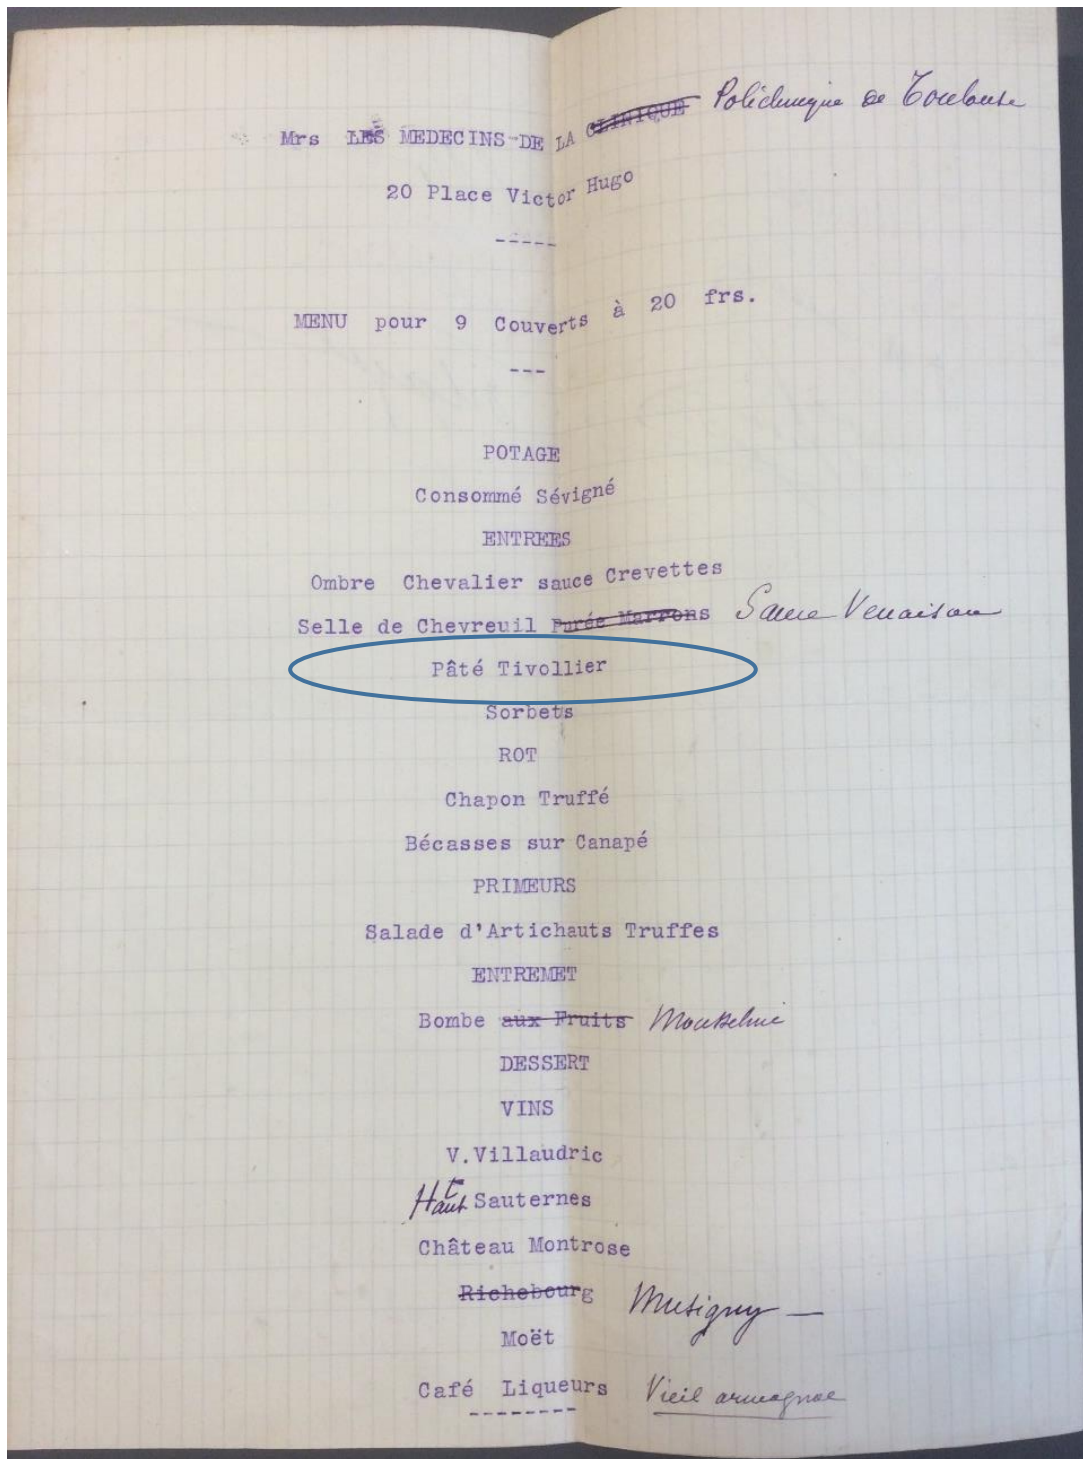 Mrs LES MEDECINS-DE LA CLINIQUE Policlinique de Toulouse
20 Place Victor Hugo
-----
MENU pour 9 Couverts à 20 frs.
---
POTAGE
Consommé Sévigné
ENTREES
Ombre Chevalier sauce Crevettes
Selle de Chevreuil Purée Marrons Sauce Venaison
Pâté Tivollier
Sorbets
ROT
Chapon Truffé
Bécasses sur Canapé
PRIMEURS
Salade d'Artichauts Truffes
ENTREMET
Bombe aux Fruits Mousseline
DESSERT
VINS
V.Villaudric
Haut Sauternes
Château Montrose
Richebourg Musigny —
Moët
Café Liqueurs Vieil armagnac
--------